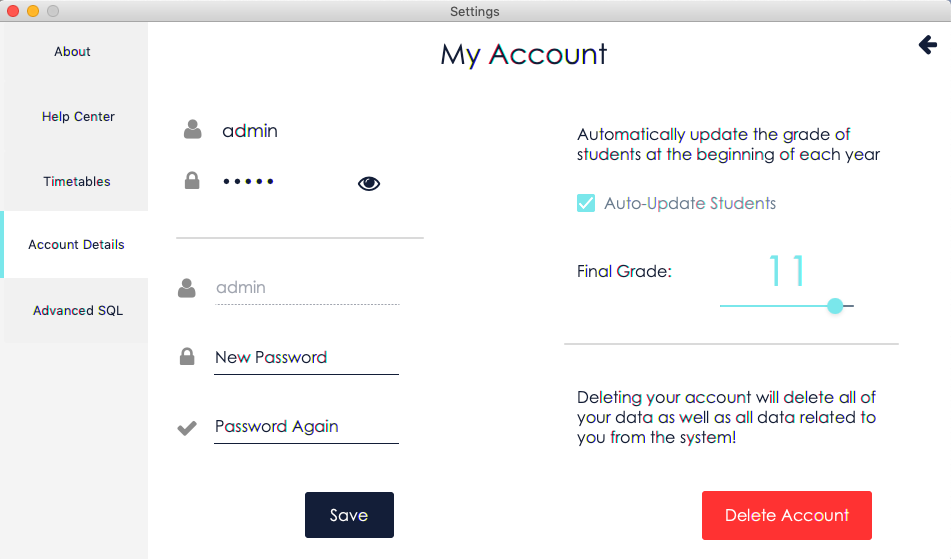 Settings
About
Help Center
Timetables
Account Details
Advanced SQL
My Account
admin
•••••
admin
New Password
Password Again
Save
Automatically update the grade of
students at the beginning of each year
Auto-Update Students
Final Grade:
11
Deleting your account will delete all of
your data as well as all data related to
you from the system!
Delete Account